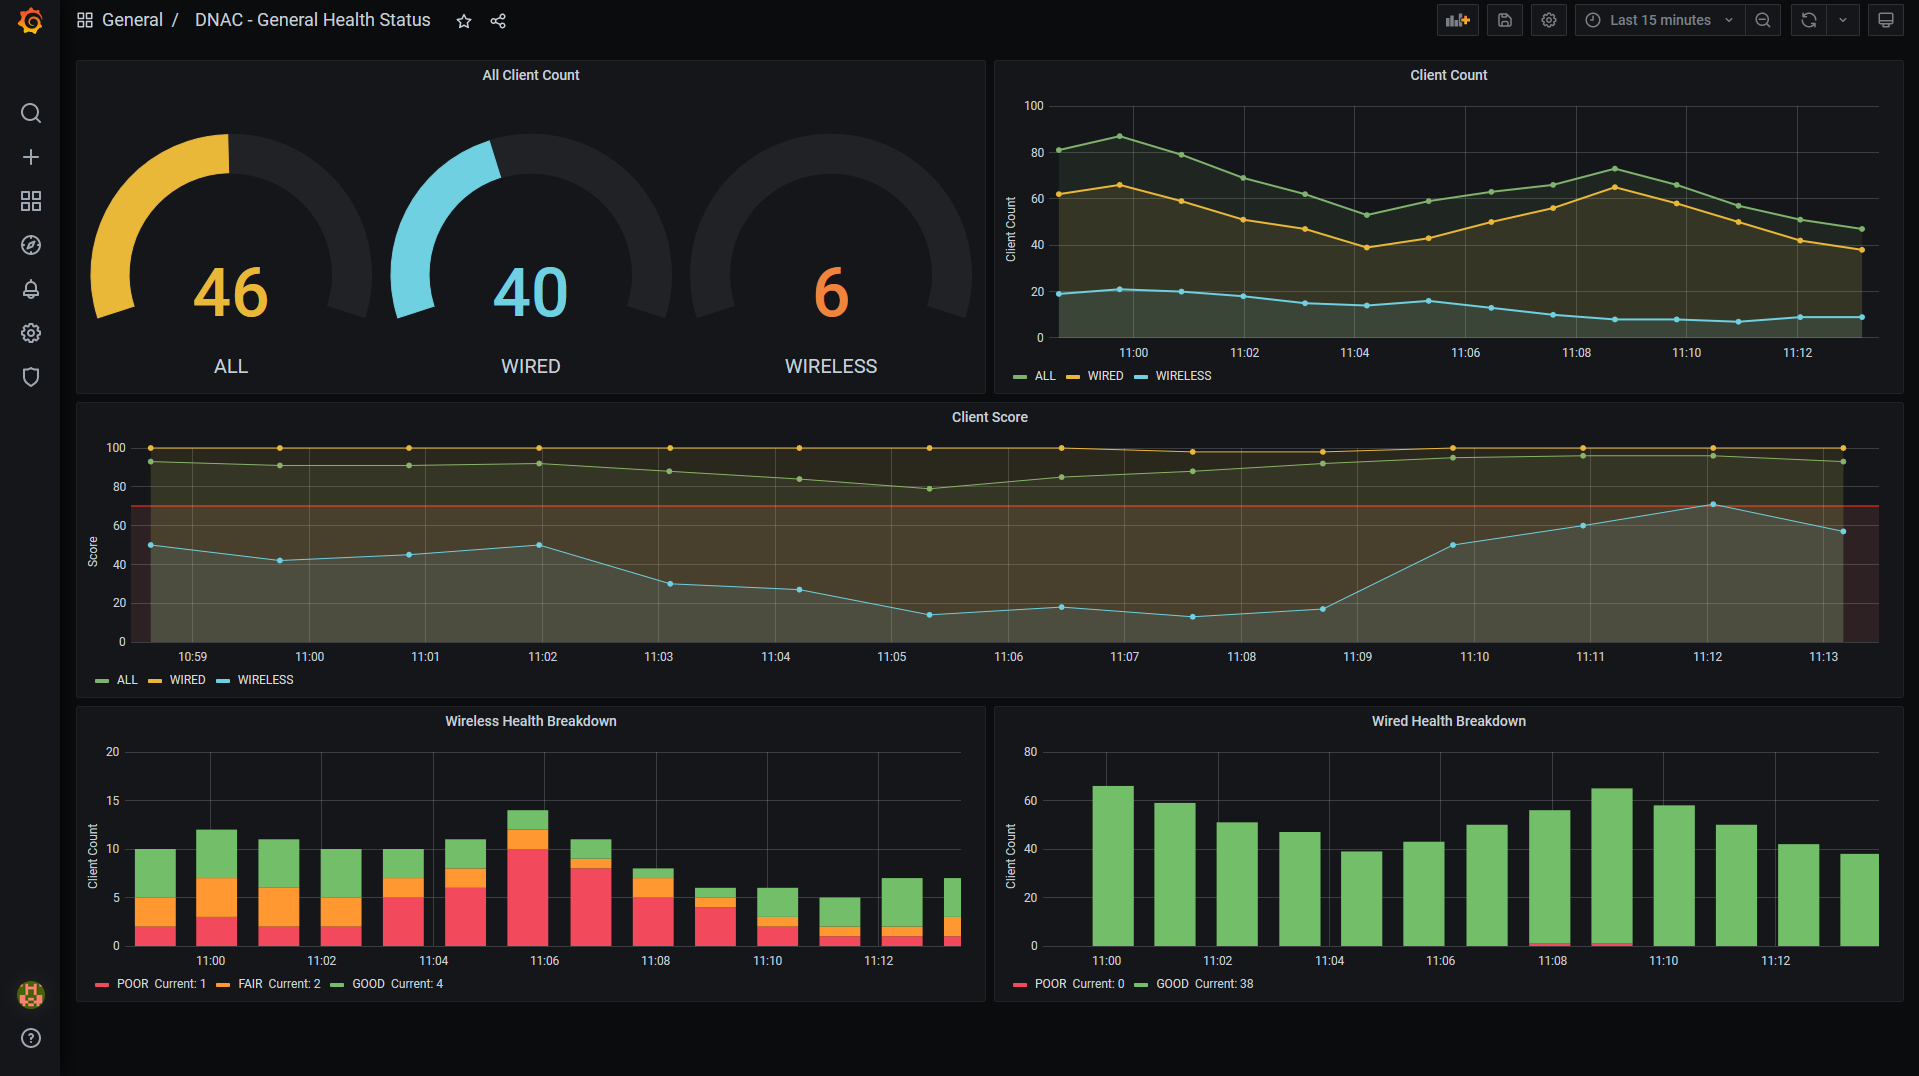 General / DNAC - General Health Status
Last 15 minutes
All Client Count
46
ALL
40
WIRED
6
WIRELESS
Client Count
Client Count
100
80
60
40
20
0
11:00 11:02 11:04 11:06 11:08 11:10 11:12
ALL WIRED WIRELESS
Client Score
Score
100
80
60
40
20
0
10:59 11:00 11:01 11:02 11:03 11:04 11:05 11:06 11:07 11:08 11:09 11:10 11:11 11:12 11:13
ALL WIRED WIRELESS
Wireless Health Breakdown
Client Count
20
15
10
5
0
11:00 11:02 11:04 11:06 11:08 11:10 11:12
POOR Current: 1 FAIR Current: 2 GOOD Current: 4
Wired Health Breakdown
Client Count
80
60
40
20
0
11:00 11:02 11:04 11:06 11:08 11:10 11:12
POOR Current: 0 GOOD Current: 38